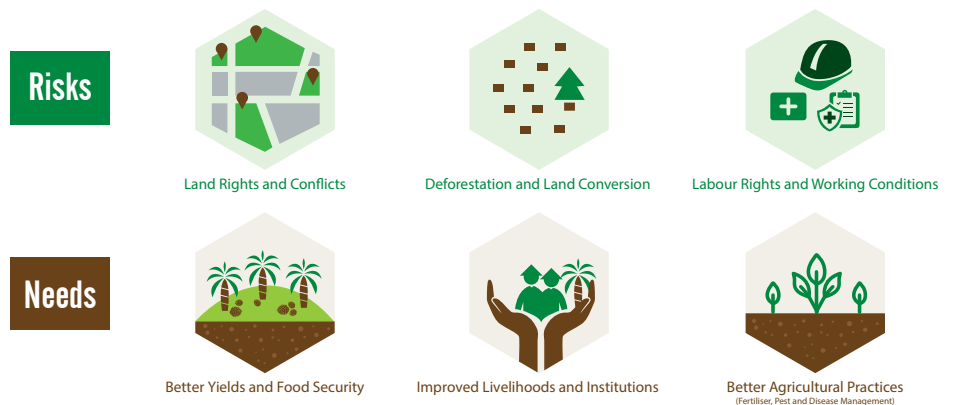 Risks
Land Rights and Conflicts
Deforestation and Land Conversion
Labour Rights and Working Conditions
Needs
Better Yields and Food Security
Improved Livelihoods and Institutions
Better Agricultural Practices
(Fertiliser, Pest and Disease Management)